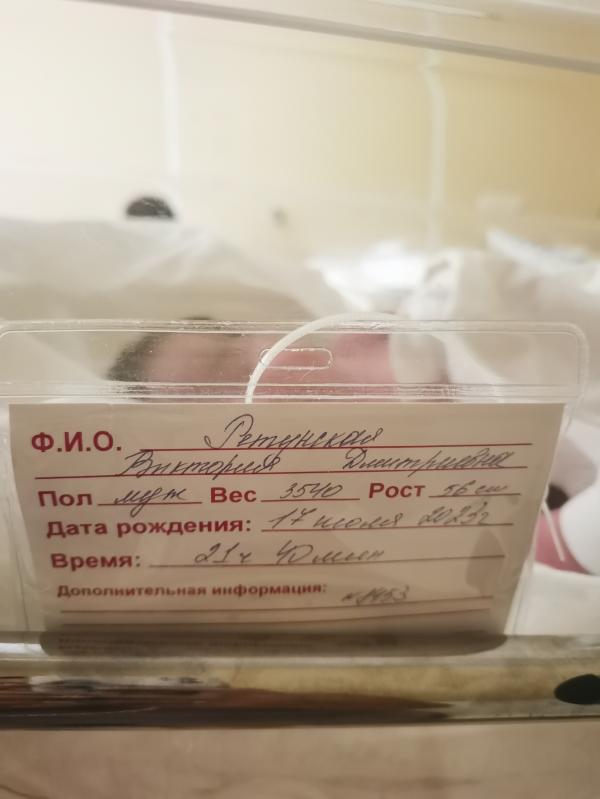 Ф.И.О. Ретунская
Виктория Дмитриевна
Пол муж Вес 3540 Рост 56 см
Дата рождения: 17 июля 2023г
Время: 21ч 40мин
Дополнительная информация: